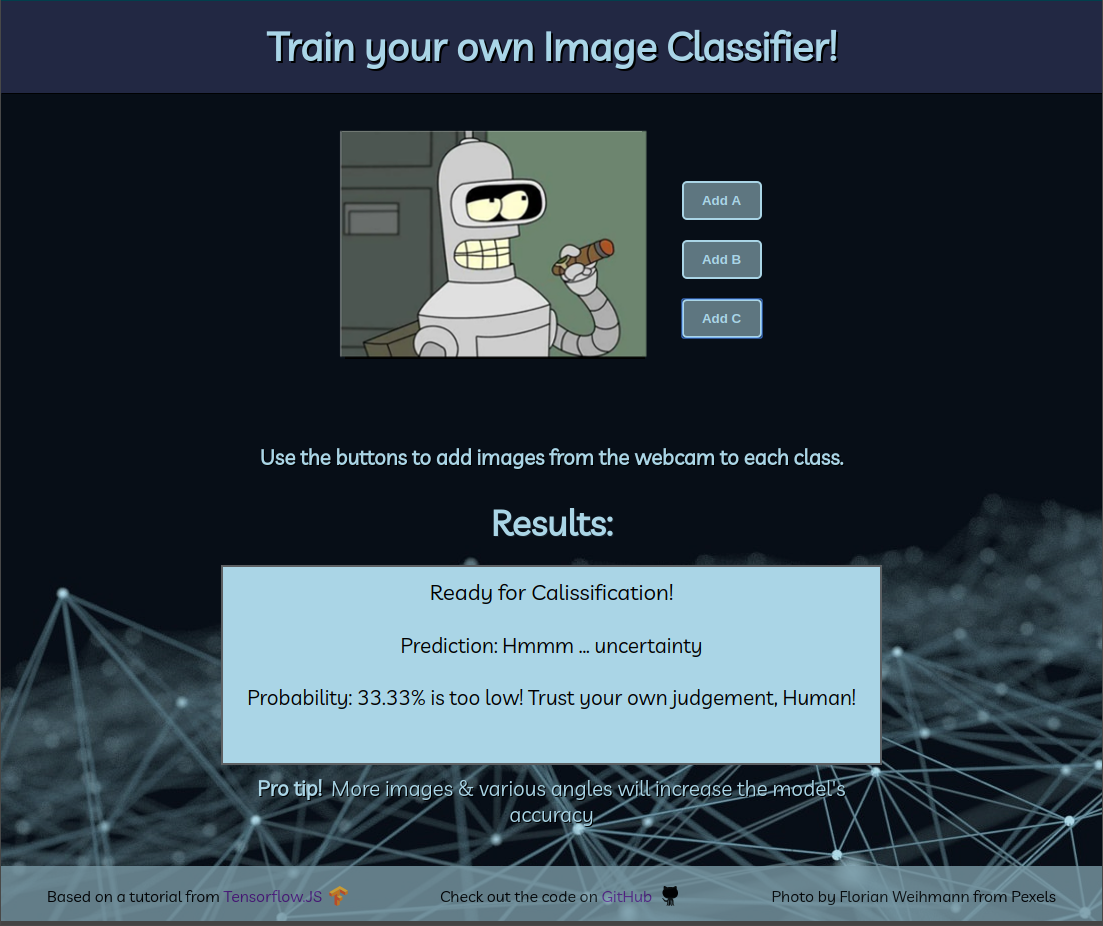 Train your own Image Classifier!
Add A
Add B
Add C
Use the buttons to add images from the webcam to each class.
Results:
Ready for Calissification!
Prediction: Hmmm ... uncertainty
Probability: 33.33% is too low! Trust your own judgement, Human!
Pro tip! More images & various angles will increase the model's
accuracy
Based on a tutorial from Tensorflow.JS
Check out the code on GitHub
Photo by Florian Weihmann from Pexels